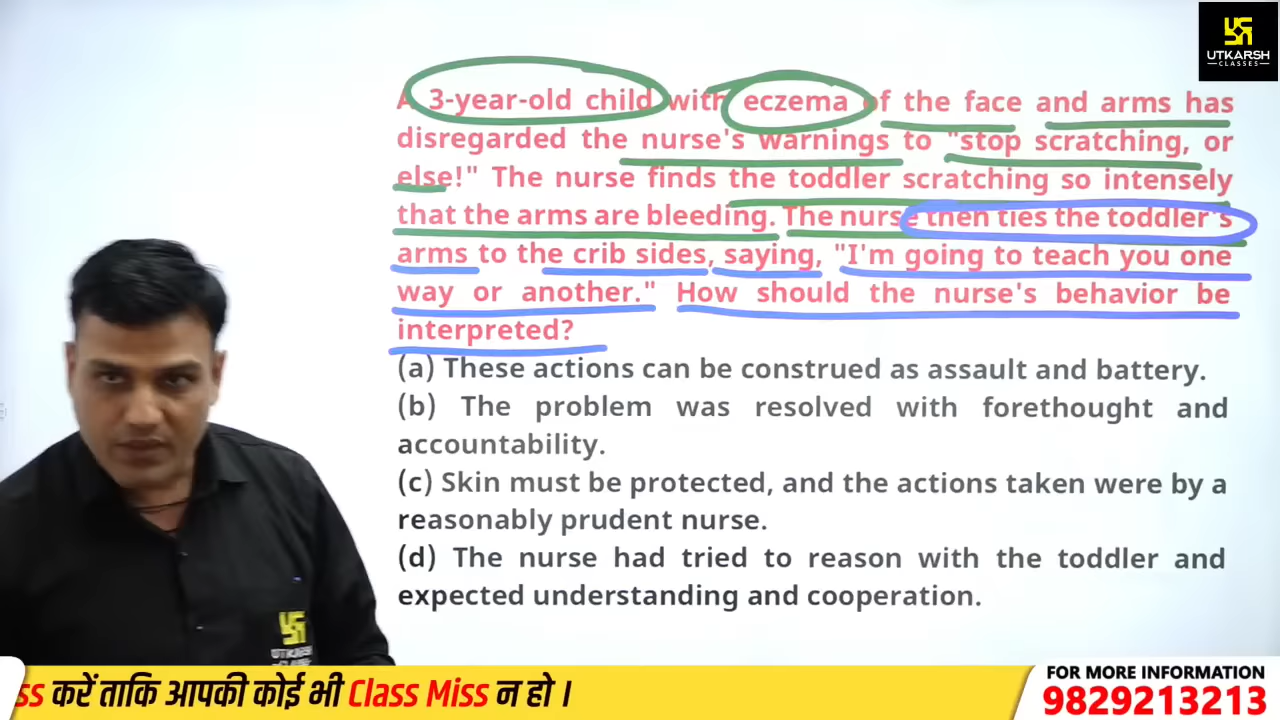 UTKARSH
CLASSES
A 3-year-old child with eczema of the face and arms has
disregarded the nurse's warnings to "stop scratching, or
else!" The nurse finds the toddler scratching so intensely
that the arms are bleeding. The nurse then ties the toddler's
arms to the crib sides, saying, "I'm going to teach you one
way or another." How should the nurse's behavior be
interpreted?
(a) These actions can be construed as assault and battery.
(b) The problem was resolved with forethought and
accountability.
(c) Skin must be protected, and the actions taken were by a
reasonably prudent nurse.
(d) The nurse had tried to reason with the toddler and
expected understanding and cooperation.
UTKARSH
ss करें ताकि आपकी कोई भी Class Miss न हो ।
FOR MORE INFORMATION
9829213213